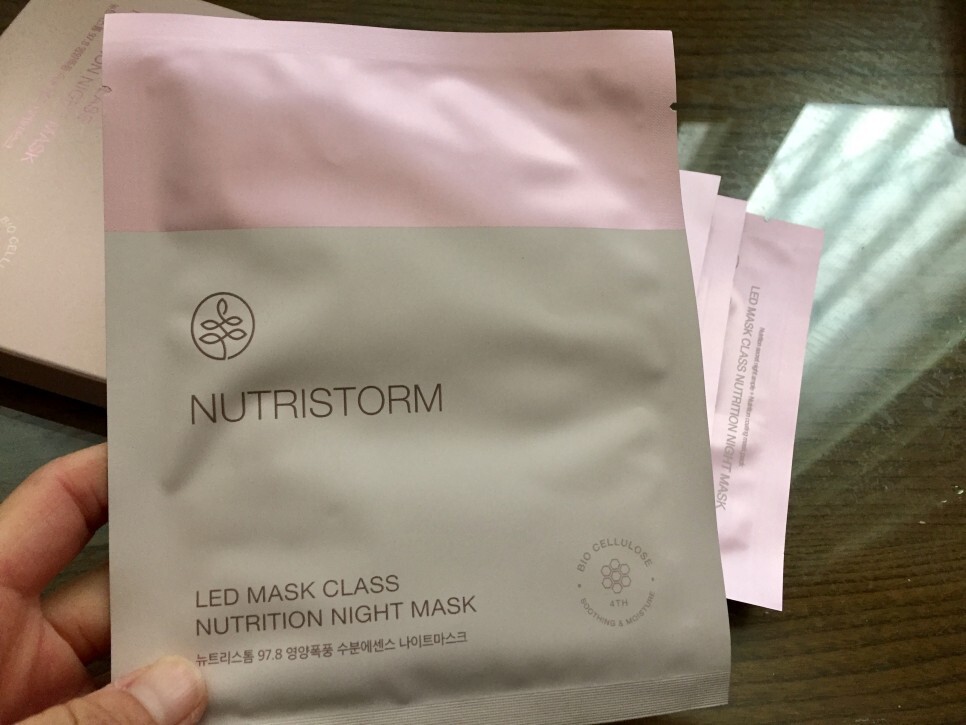 NUTRISTORM
LED MASK CLASS
NUTRITION NIGHT MASK
뉴트리스톰 97.8 영양폭풍 수분에센스 나이트마스크
BIO CELLULOSE
4TH
SOOTHING & MOISTURE
LED MASK CLASS NUTRITION NIGHT MASK
MASK